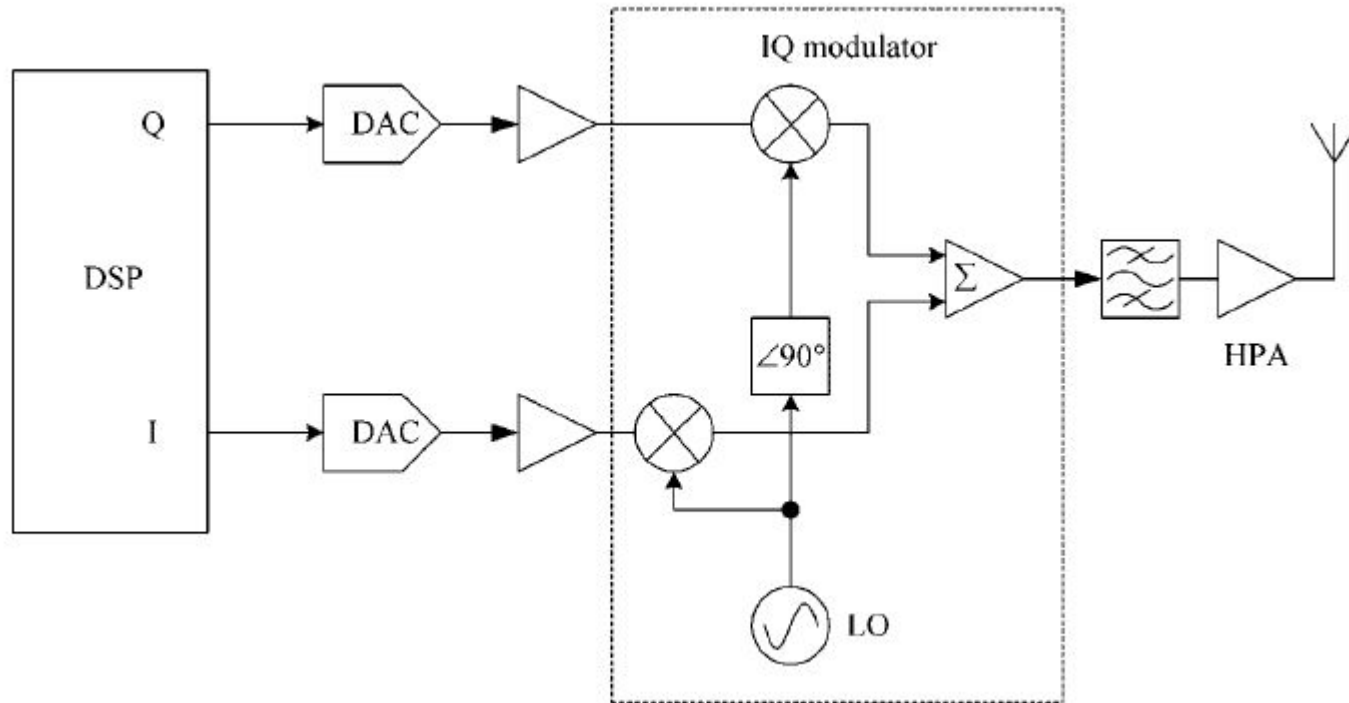 IQ modulator
Q
DAC
DSP
Σ
∠90°
HPA
I
DAC
LO